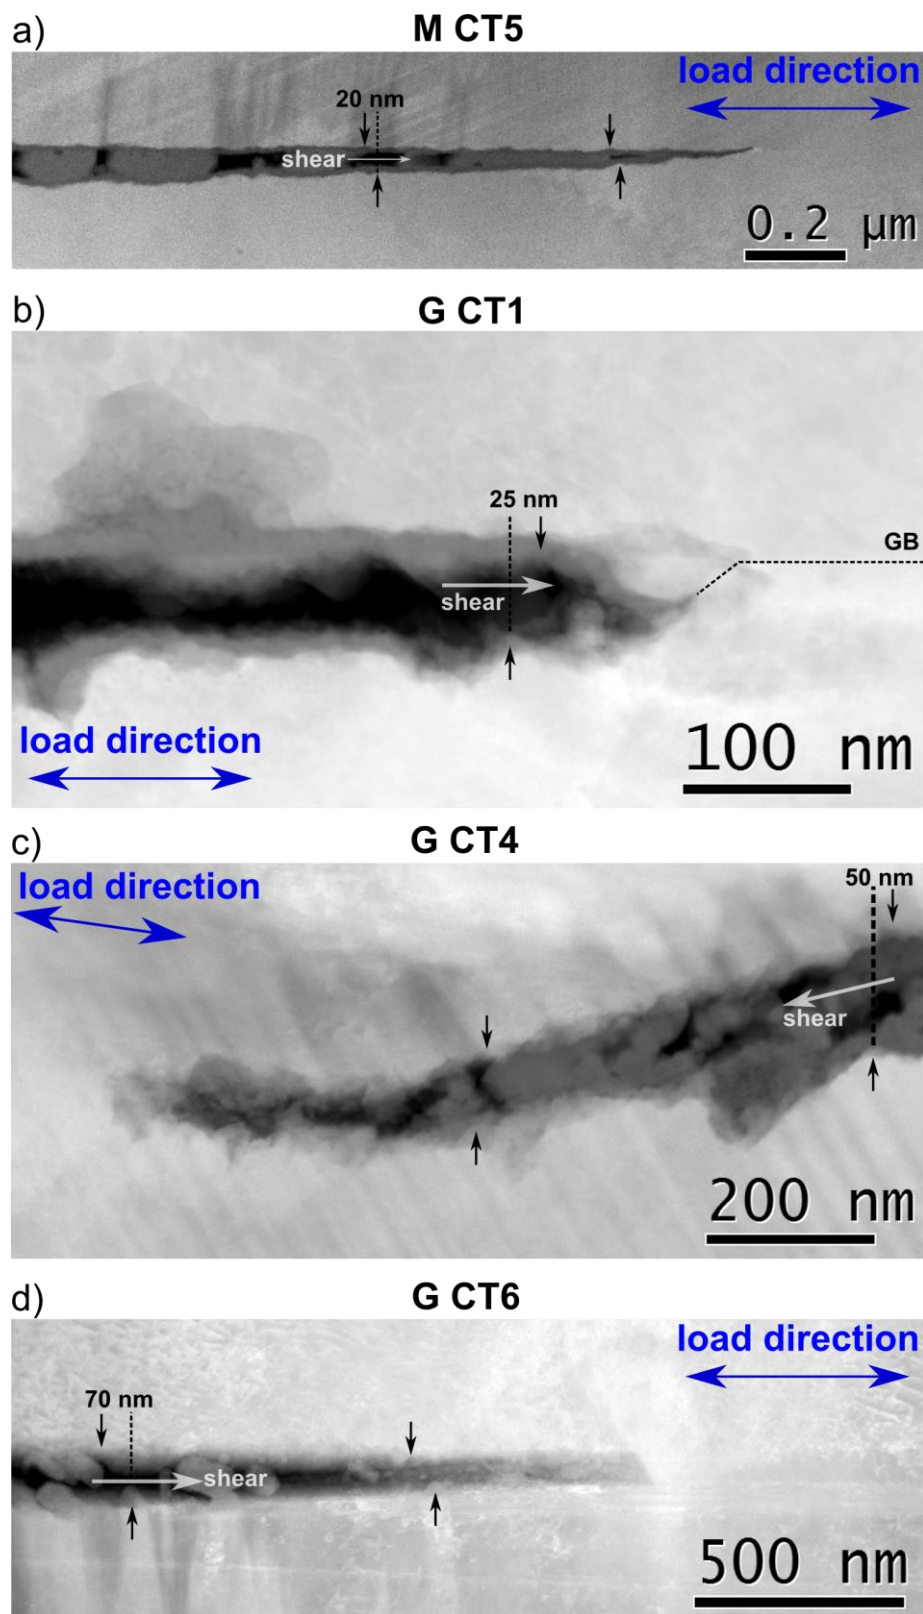 a)
M CT5
load direction
20 nm
shear
0.2 µm
b)
G CT1
25 nm
GB
shear
load direction
100 nm
c)
G CT4
load direction
50 nm
shear
200 nm
d)
G CT6
load direction
70 nm
shear
500 nm